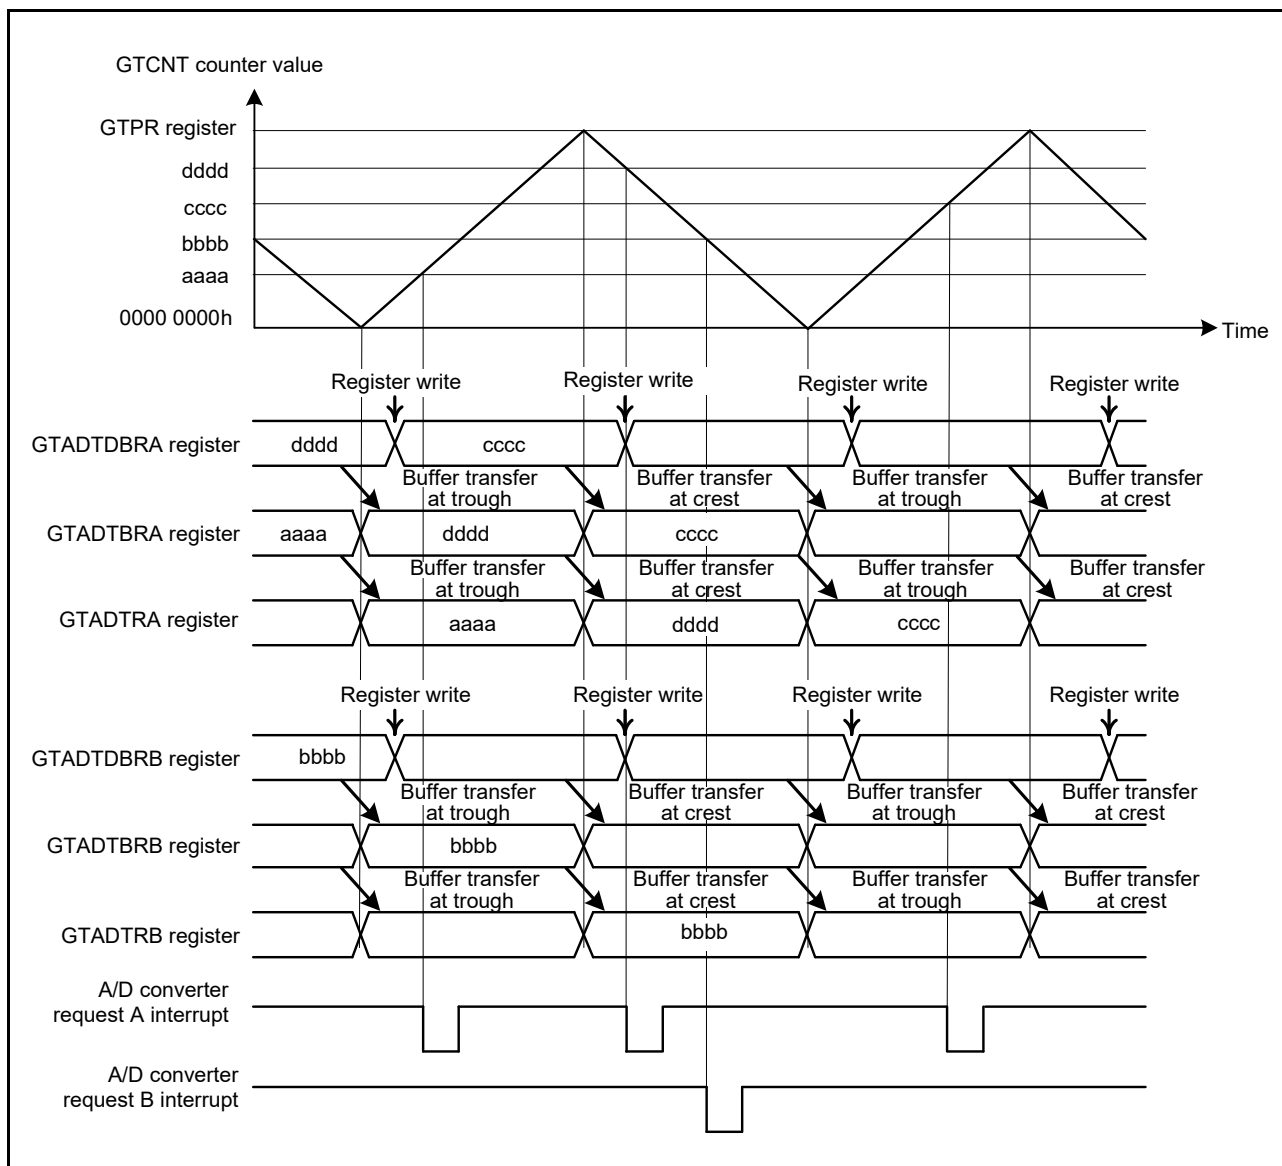 GTCNT counter value
GTPR register
dddd
cccc
bbbb
aaaa
0000 0000h
Time
Register write
Register write
Register write
Register write
GTADTDBRA register
dddd
cccc
Buffer transfer
at trough
Buffer transfer
at crest
Buffer transfer
at trough
Buffer transfer
at crest
GTADTBRA register
aaaa
dddd
cccc
Buffer transfer
at trough
Buffer transfer
at crest
Buffer transfer
at trough
Buffer transfer
at crest
GTADTRA register
aaaa
dddd
cccc
Register write
Register write
Register write
Register write
GTADTDBRB register
bbbb
Buffer transfer
at trough
Buffer transfer
at crest
Buffer transfer
at trough
Buffer transfer
at crest
GTADTBRB register
bbbb
Buffer transfer
at trough
Buffer transfer
at crest
Buffer transfer
at trough
Buffer transfer
at crest
GTADTRB register
bbbb
A/D converter
request A interrupt
A/D converter
request B interrupt